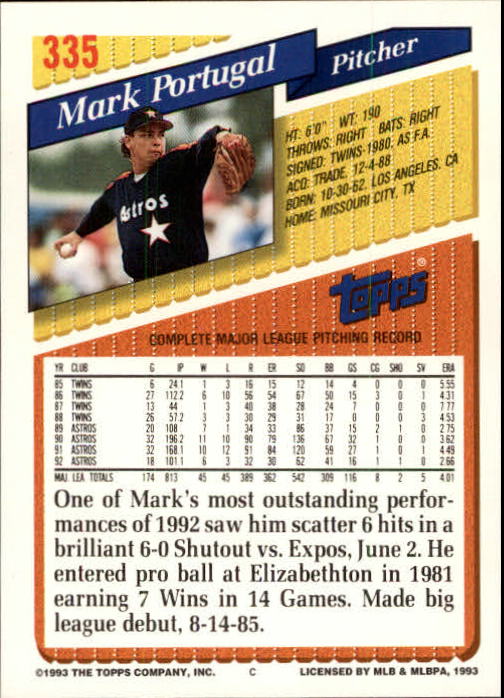 335
Mark Portugal
Pitcher
HT: 6'0" WT: 190
THROWS: RIGHT BATS: RIGHT
SIGNED: TWINS-1980, AS F.A.
ACQ: TRADE, 12-4-88
BORN: 10-30-62, LOS ANGELES, CA
HOME: MISSOURI CITY, TX
Astros
Topps®
COMPLETE MAJOR LEAGUE PITCHING RECORD
YR CLUB G IP W L R ER SO BB GS CG SHO SV ERA
85 TWINS 6 24.1 1 3 16 15 12 14 4 0 0 0 5.55
86 TWINS 27 112.2 6 10 56 54 67 50 15 3 0 1 4.31
87 TWINS 13 44 1 3 40 38 28 24 7 0 0 0 7.77
88 TWINS 26 57.2 3 3 30 29 31 17 0 0 0 3 4.53
89 ASTROS 20 108 7 1 34 33 86 37 15 2 1 0 2.75
90 ASTROS 32 196.2 11 10 90 79 136 67 32 1 0 0 3.62
91 ASTROS 32 168.1 10 12 91 84 120 59 27 1 0 1 4.49
92 ASTROS 18 101.1 6 3 32 30 62 41 16 1 1 0 2.66
MAJ. LEA. TOTALS 174 813 45 45 389 362 542 309 116 8 2 5 4.01
One of Mark's most outstanding perfor-
mances of 1992 saw him scatter 6 hits in a
brilliant 6-0 Shutout vs. Expos, June 2. He
entered pro ball at Elizabethton in 1981
earning 7 Wins in 14 Games. Made big
league debut, 8-14-85.
©1993 THE TOPPS COMPANY, INC. C LICENSED BY MLB & MLBPA, 1993